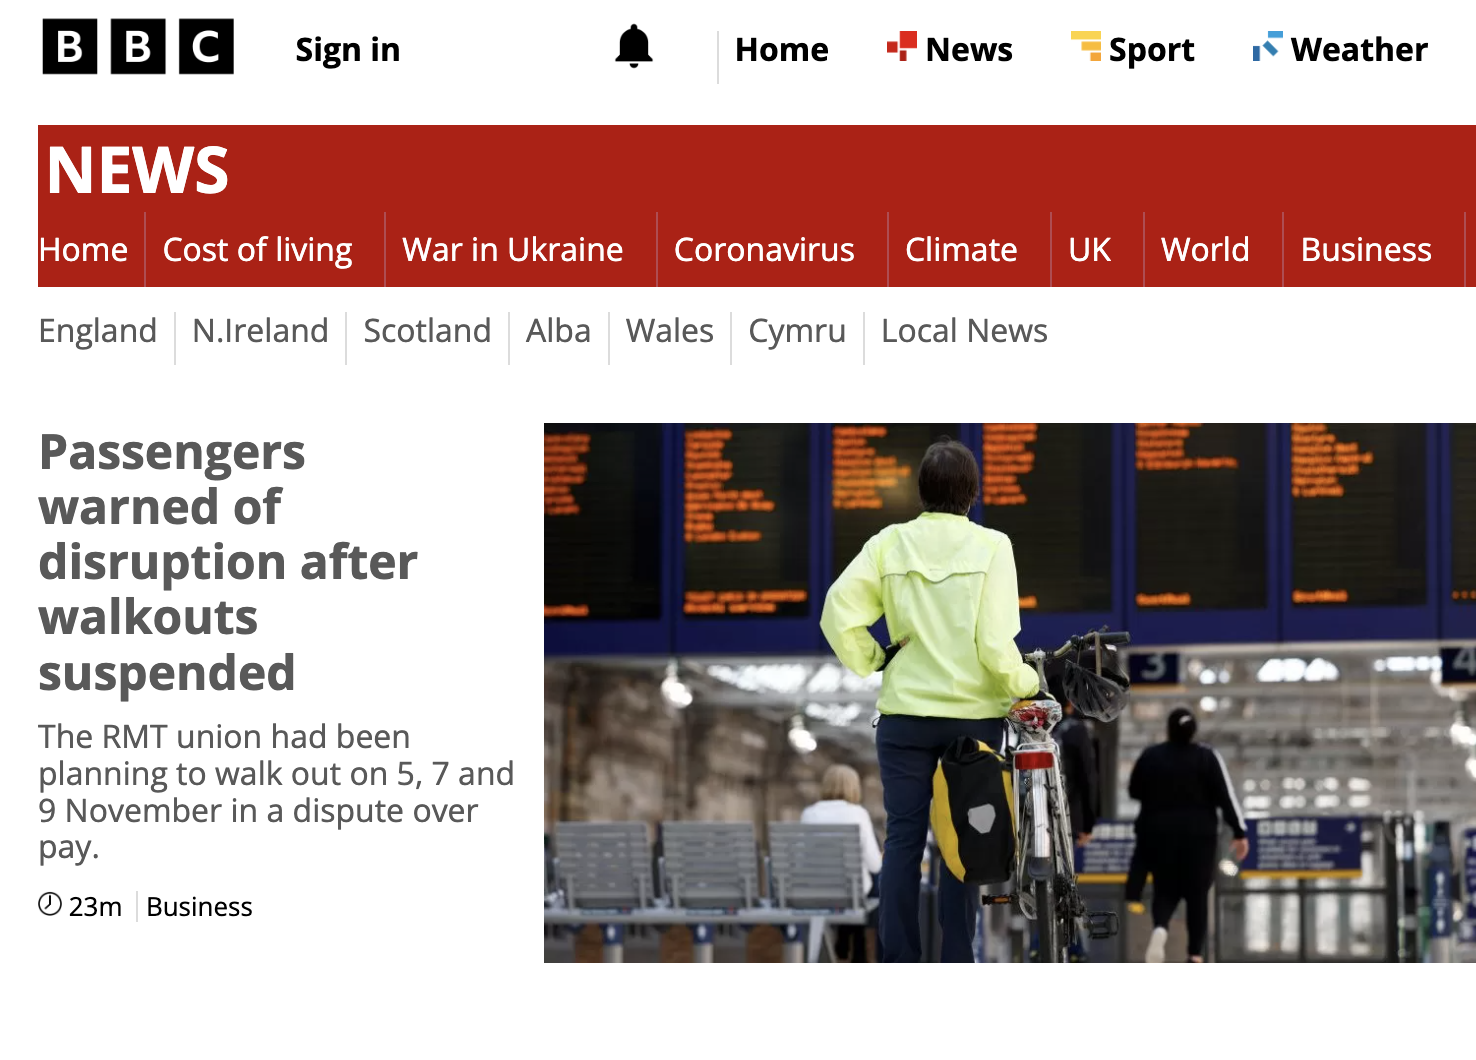 BBC Sign in Home News Sport Weather
NEWS
Home Cost of living War in Ukraine Coronavirus Climate UK World Business
England N.Ireland Scotland Alba Wales Cymru Local News
Passengers
warned of
disruption after
walkouts
suspended
The RMT union had been
planning to walk out on 5, 7 and
9 November in a dispute over
pay.
23m Business
3
4